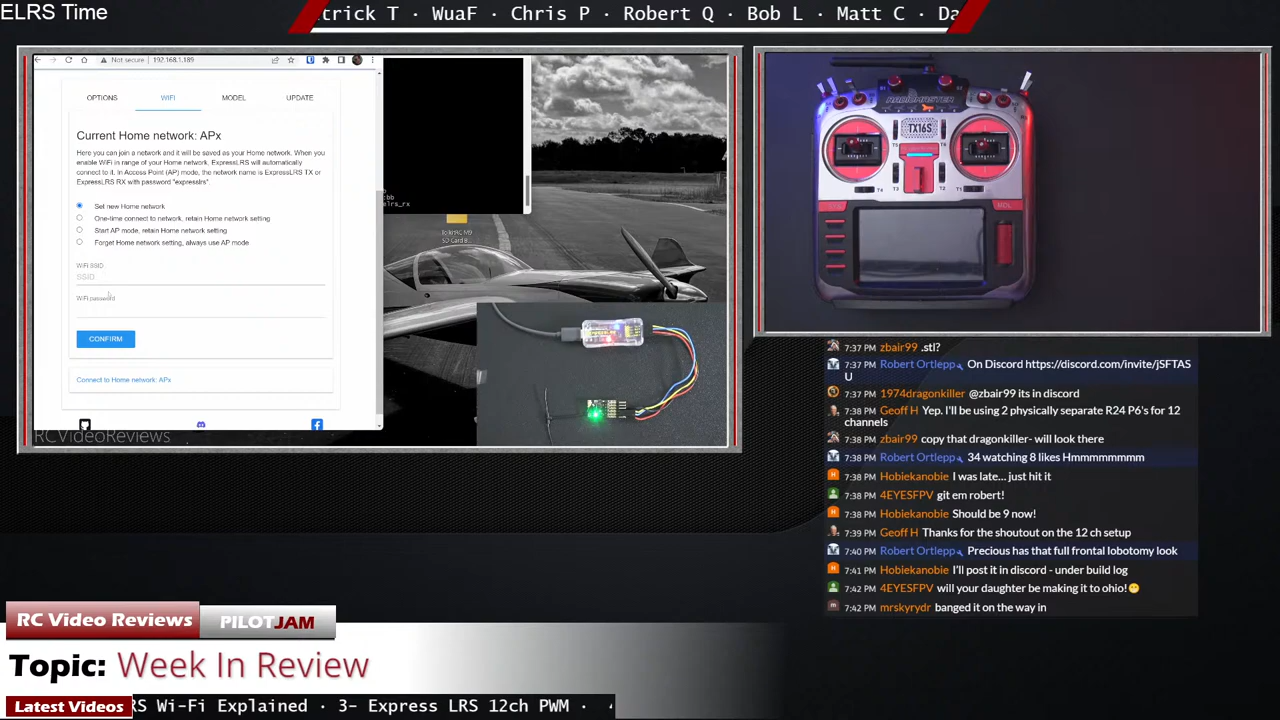 ELRS Time
trick T · WuaF · Chris P · Robert Q · Bob L · Matt C · Da
Not secure 192.168.1.189
OPTIONS WIFI MODEL UPDATE
Current Home network: APx
Here you can join a network and it will be saved as your Home network. When you
enable WiFi in range of your Home network, ExpressLRS will automatically
connect to it. In Access Point (AP) mode, the network name is ExpressLRS TX or
ExpressLRS RX with password "expresslrs".
Set new Home network
One-time connect to network, retain Home network setting
Start AP mode, retain Home network setting
Forget Home network setting, always use AP mode
WiFi SSID:
SSID
WiFi password
CONFIRM
Connect to Home network: APx
RCVideoReviews
:bb
elrs_rx
SD Card B...
RADIOMASTER
TX16S
T4 T1
SYS
MDL
7:37 PM zbair99 .stl?
Robert Ortlepp On Discord https://discord.com/invite/jSFTAS
U
7:37 PM 1974dragonkiller @zbair99 its in discord
7:38 PM Geoff H Yep. I'll be using 2 physically separate R24 P6's for 12
channels
7:38 PM zbair99 copy that dragonkiller- will look there
7:38 PM Robert Ortlepp 34 watching 8 likes Hmmmmmmm
7:38 PM Hobiekanobie I was late... just hit it
7:38 PM 4EYESFPV git em robert!
7:38 PM Hobiekanobie Should be 9 now!
7:39 PM Geoff H Thanks for the shoutout on the 12 ch setup
7:40 PM Robert Ortlepp Precious has that full frontal lobotomy look
7:41 PM Hobiekanobie I'll post it in discord - under build log
7:42 PM 4EYESFPV will your daughter be making it to ohio!
7:42 PM mrskyrydr banged it on the way in
RC Video Reviews PILOTJAM
Topic: Week In Review
Latest Videos RS Wi-Fi Explained · 3- Express LRS 12ch PWM ·